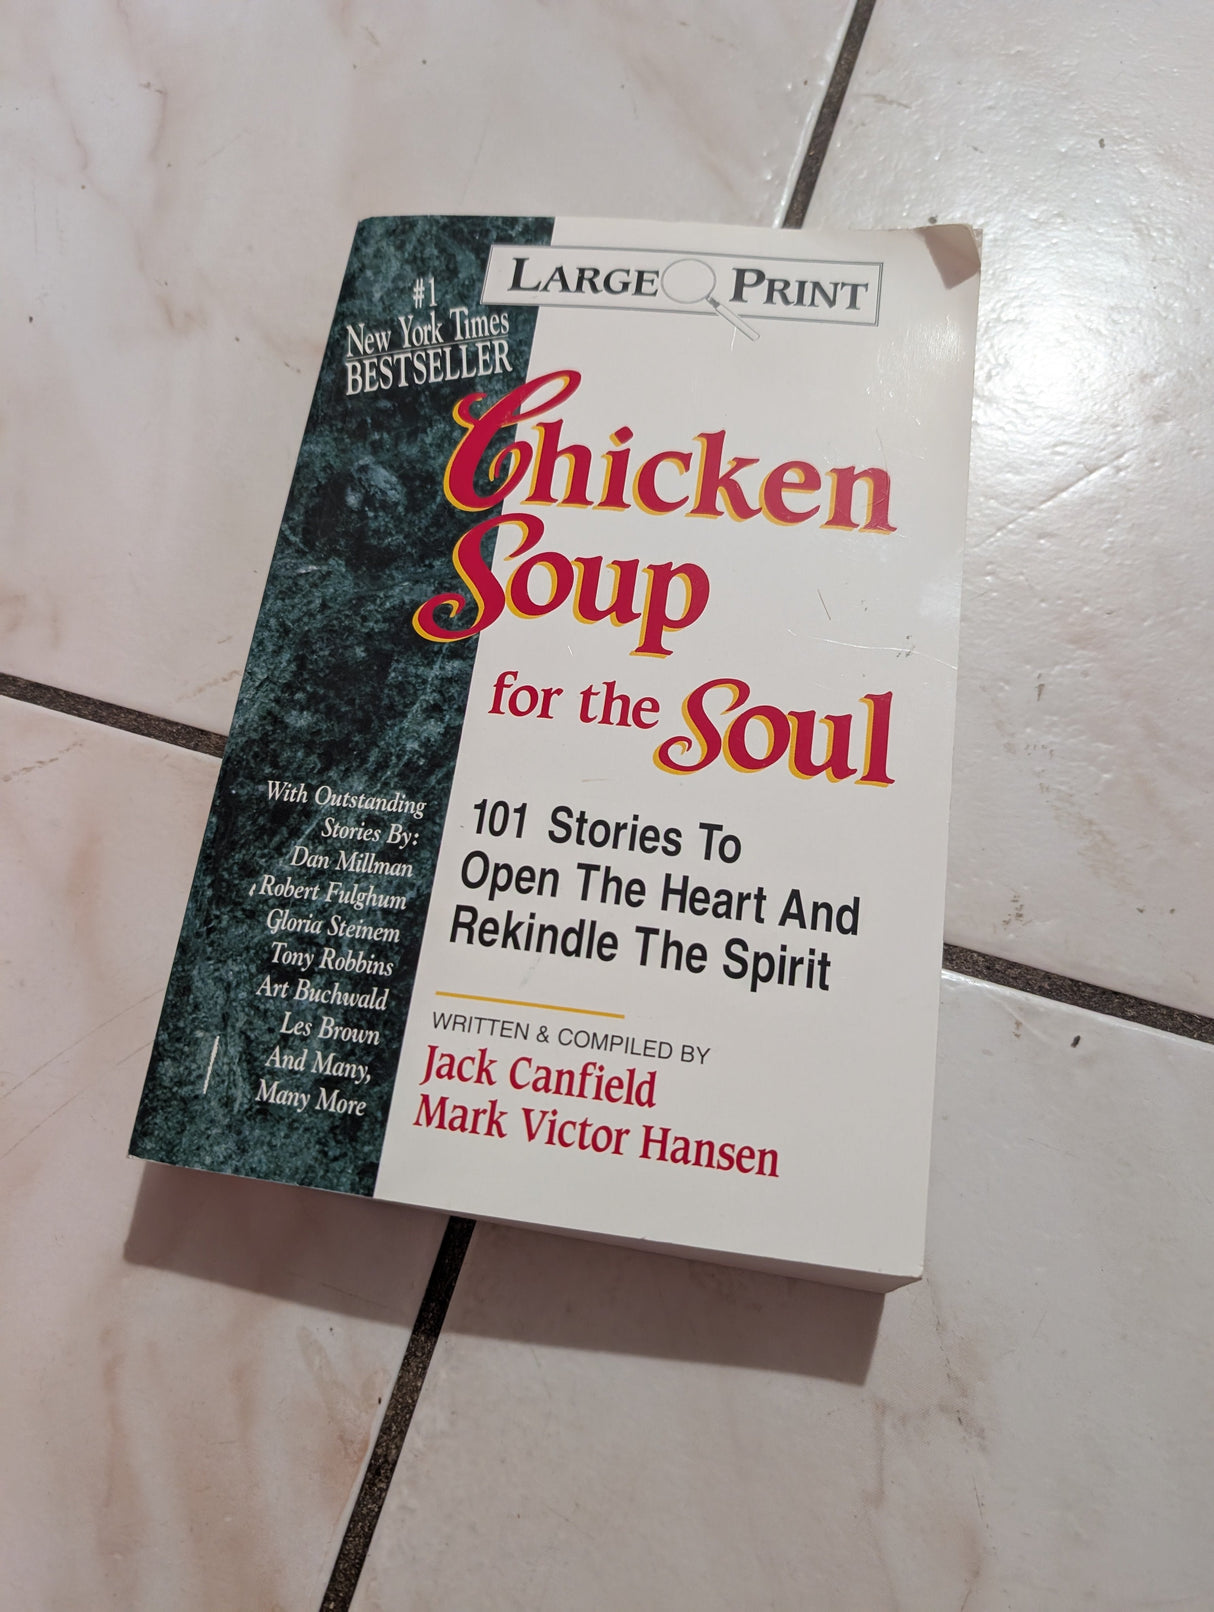 LARGE PRINT
#1
New York Times
BESTSELLER
Chicken
Soup
for the Soul
101 Stories To
Open The Heart And
Rekindle The Spirit
WRITTEN & COMPILED BY
Jack Canfield
Mark Victor Hansen
With Outstanding
Stories By:
Dan Millman
Robert Fulghum
Gloria Steinem
Tony Robbins
Art Buchwald
Les Brown
And Many,
Many More